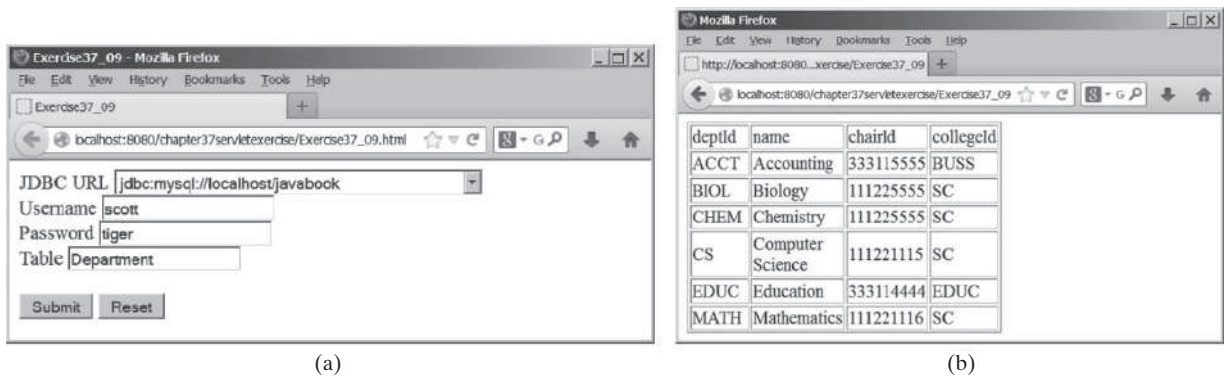 Exercise37_09 - Mozilla Firefox
File Edit View History Bookmarks Tools Help
Exercise37_09 +
localhost:8080/chapter37servletexercise/Exercise37_09.html
JDBC URL jdbc:mysql://localhost/javabook
Username scott
Password tiger
Table Department
Submit Reset
(a)
Mozilla Firefox
File Edit View History Bookmarks Tools Help
http://localhost:8080...xercise/Exercise37_09 +
localhost:8080/chapter37servletexercise/Exercise37_09
deptId name chairId collegeId
ACCT Accounting 333115555 BUSS
BIOL Biology 111225555 SC
CHEM Chemistry 111225555 SC
CS Computer Science 111221115 SC
EDUC Education 333114444 EDUC
MATH Mathematics 111221116 SC
(b)